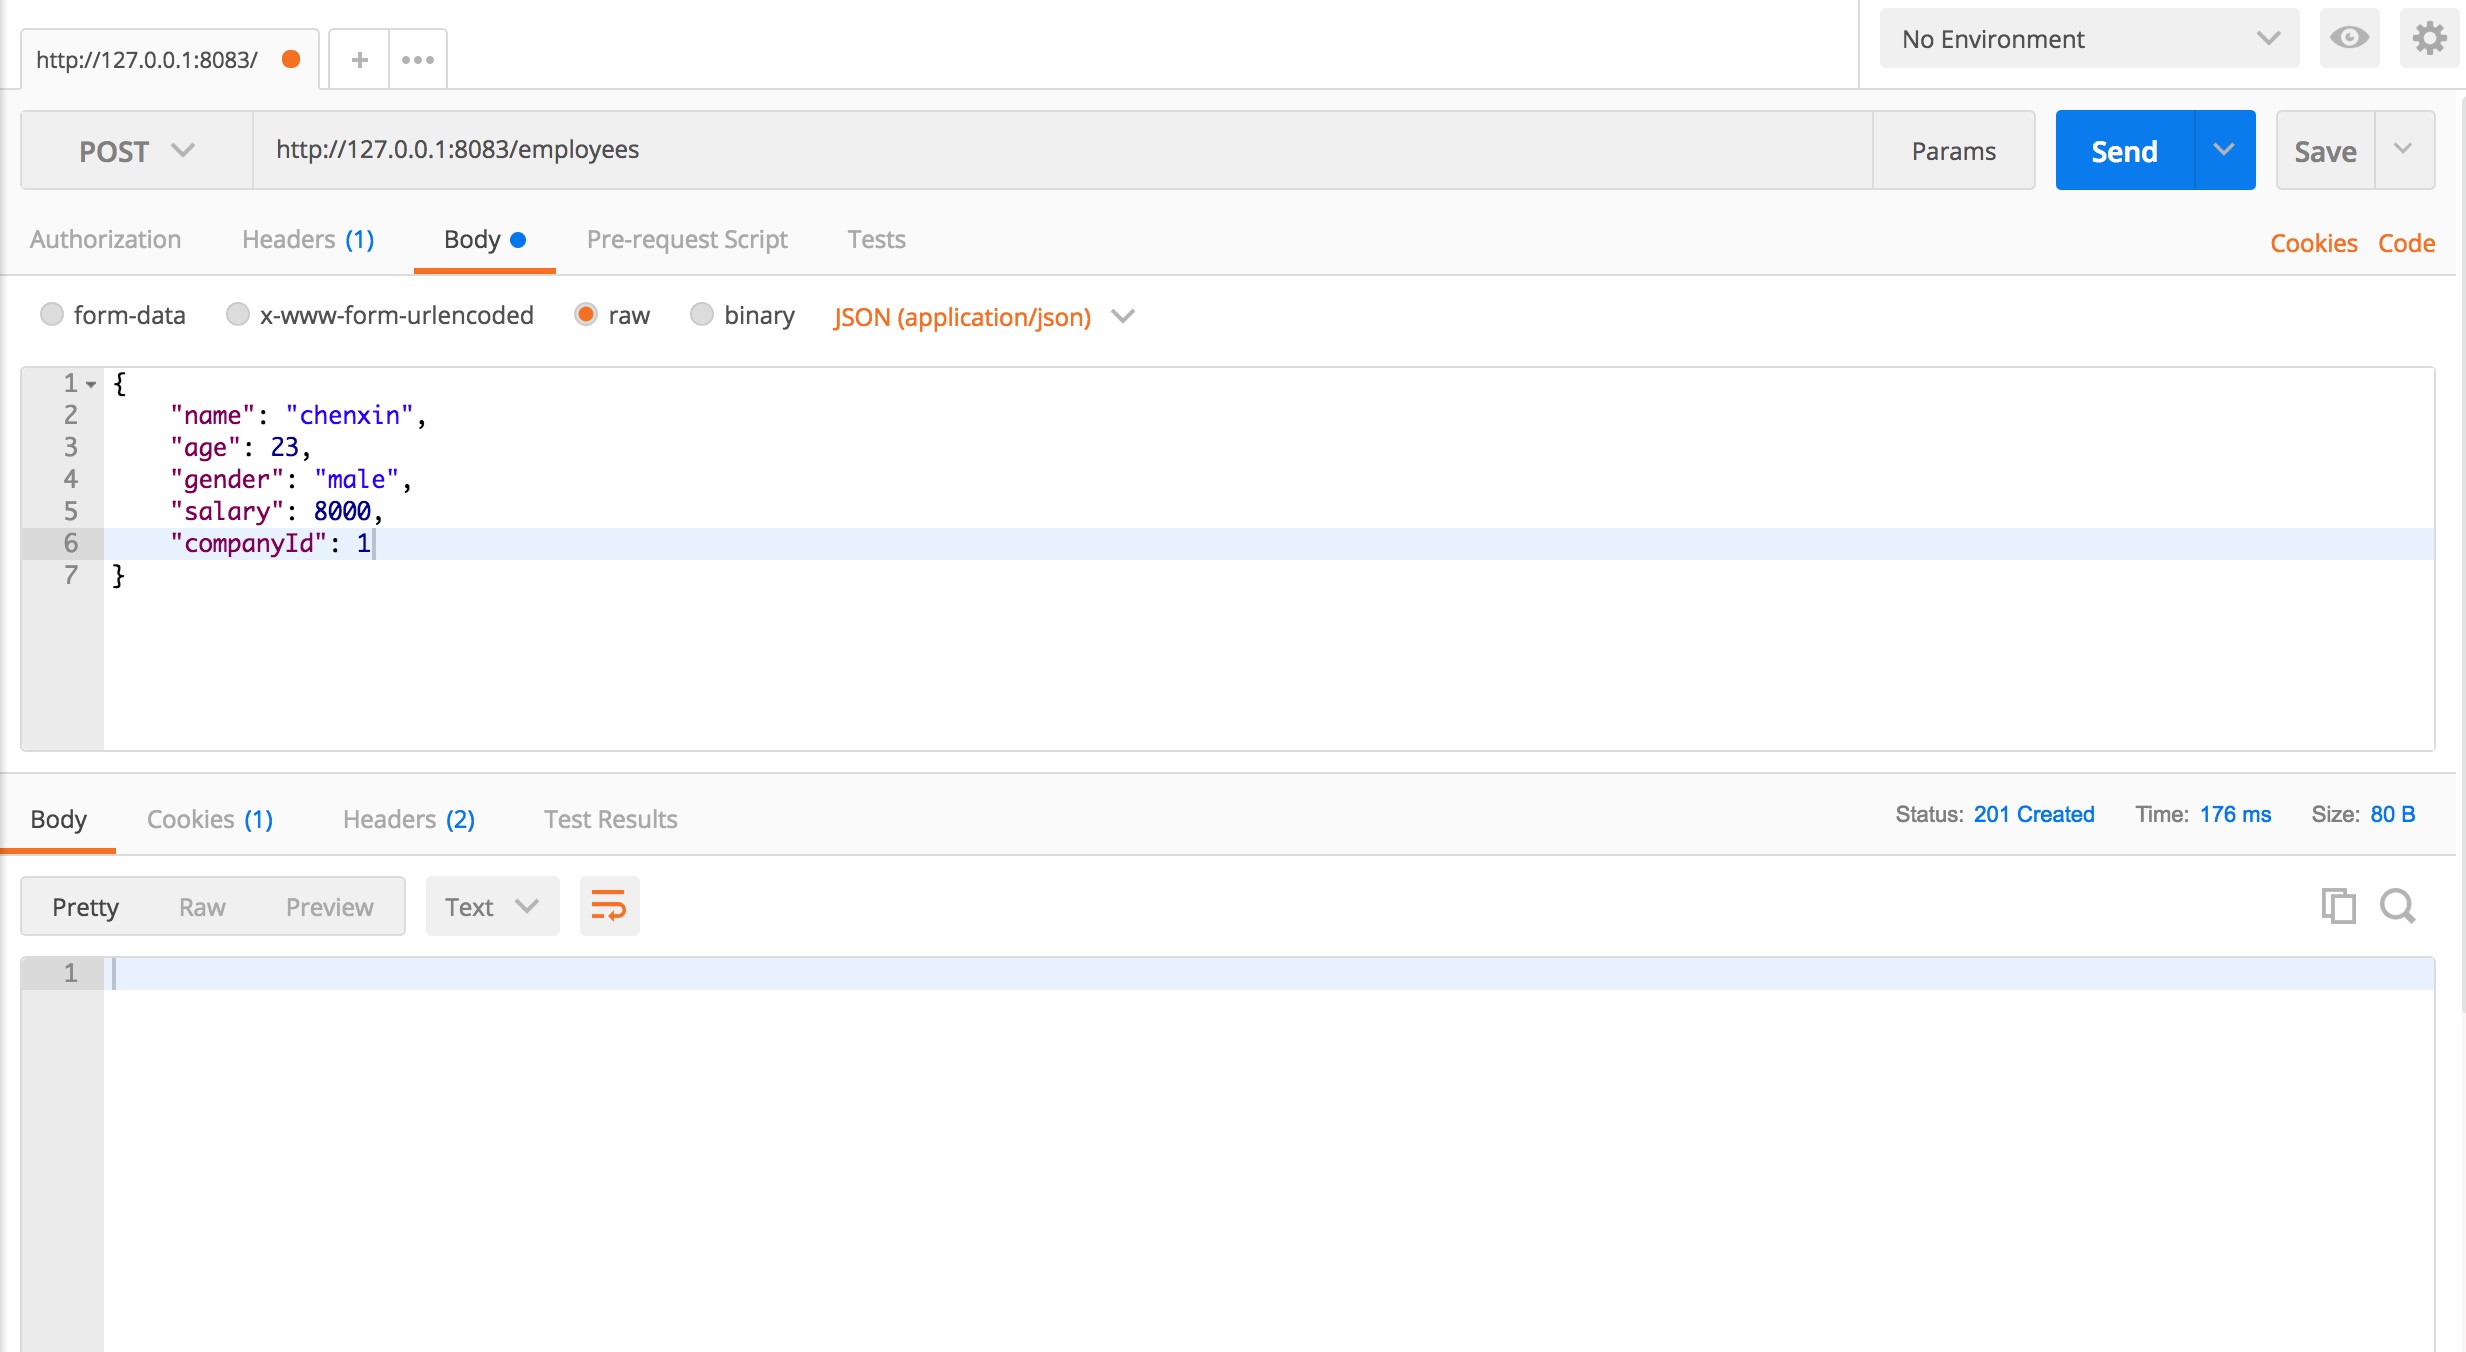 http://127.0.0.1:8083/
No Environment
POST http://127.0.0.1:8083/employees Params Send Save
Authorization Headers (1) Body Pre-request Script Tests Cookies Code
form-data x-www-form-urlencoded raw binary JSON (application/json)
1 {
2 "name": "chenxin",
3 "age": 23,
4 "gender": "male",
5 "salary": 8000,
6 "companyId": 1
7 }
Body Cookies (1) Headers (2) Test Results Status: 201 Created Time: 176 ms Size: 80 B
Pretty Raw Preview Text
1